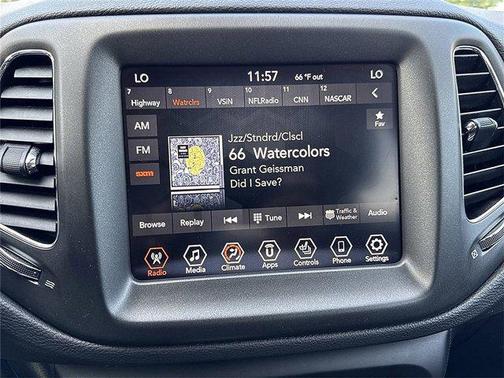 LO 11:57 66 °F out LO
7 8 9 10 11 12
Highway Watrclrs VSiN NFLRadio CNN NASCAR
AM
FM
sxm
Fav
Jzz/Stndrd/Clscl
66 Watercolors
Grant Geissman
Did I Save?
Browse Replay Tune Traffic & Weather Audio
Radio Media Climate Apps Controls Phone Settings